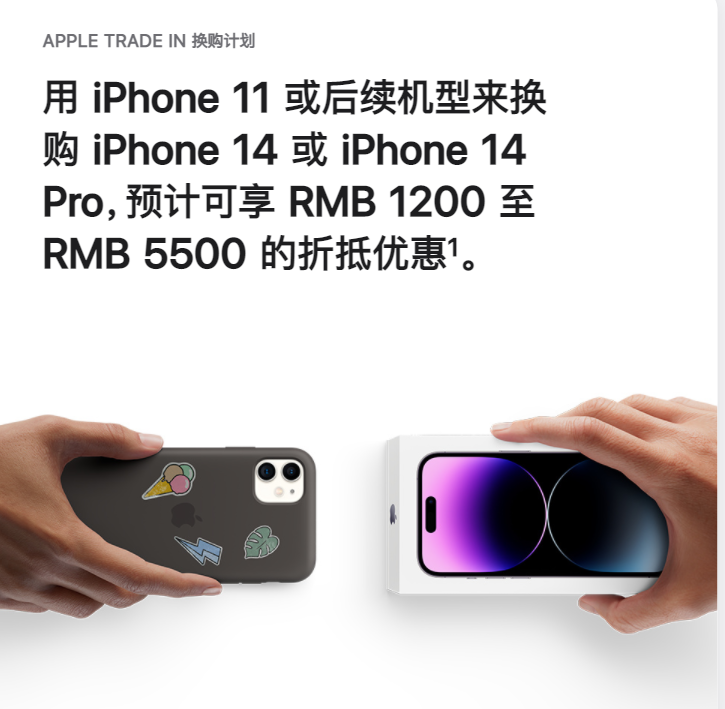 APPLE TRADE IN 换购计划
用 iPhone 11 或后续机型来换
购 iPhone 14 或 iPhone 14
Pro，预计可享 RMB 1200 至
RMB 5500 的折抵优惠¹。